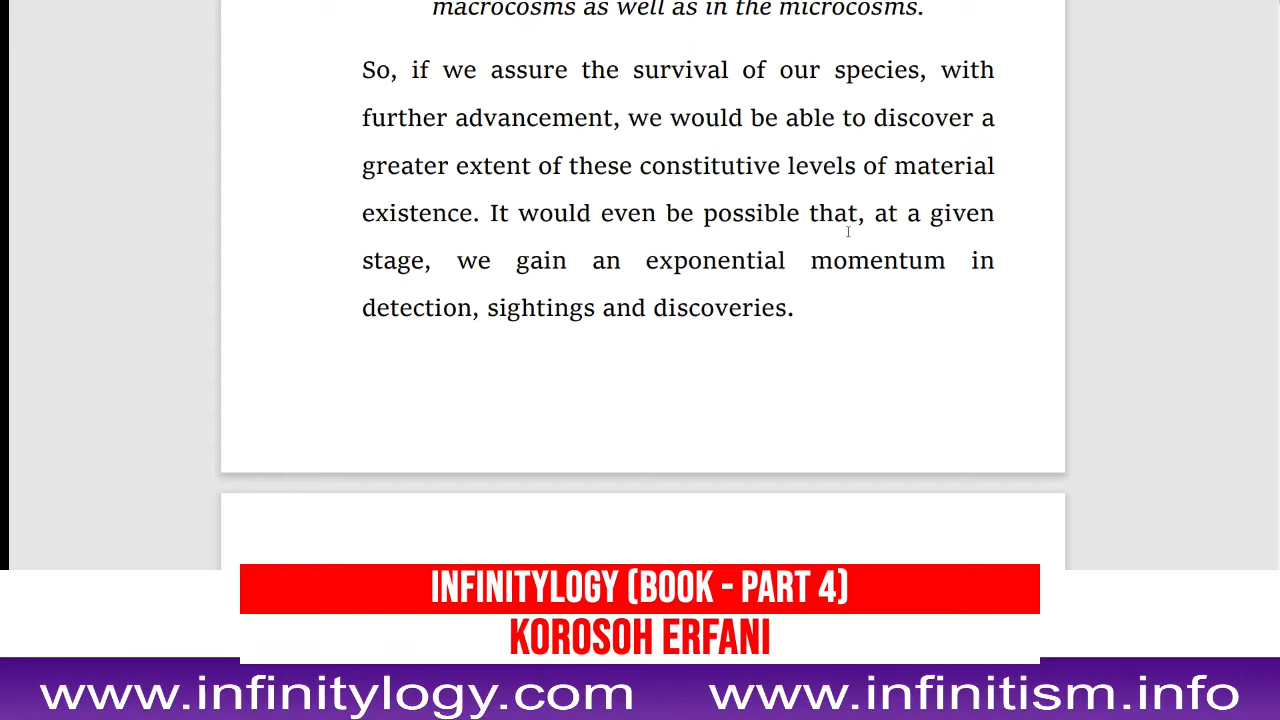 macrocosms as well as in the microcosms.
So, if we assure the survival of our species, with
further advancement, we would be able to discover a
greater extent of these constitutive levels of material
existence. It would even be possible that, at a given
stage, we gain an exponential momentum in
detection, sightings and discoveries.
INFINITYLOGY (BOOK - PART 4)
KOROSOH ERFANI
www.infinitylogy.com www.infinitism.info